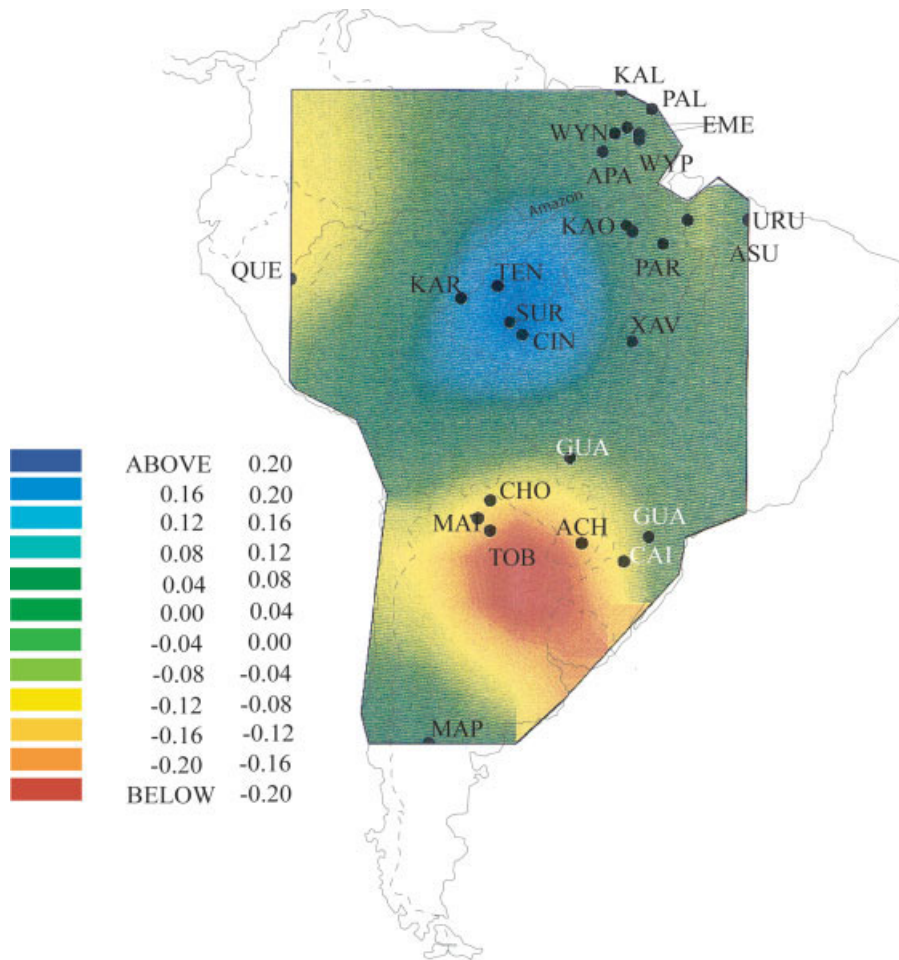 KAL
PAL
EME
WYN
WYP
APA
Amazon
KAO
URU
PAR
ASU
QUE
TEN
KAR
SUR
XAV
CIN
GUA
ABOVE 0.20
0.16 0.20
CHO
0.12 0.16
MAT
ACH
GUA
0.08 0.12
TOB
CAI
0.04 0.08
0.00 0.04
-0.04 0.00
-0.08 -0.04
-0.12 -0.08
-0.16 -0.12
MAP
-0.20 -0.16
BELOW -0.20